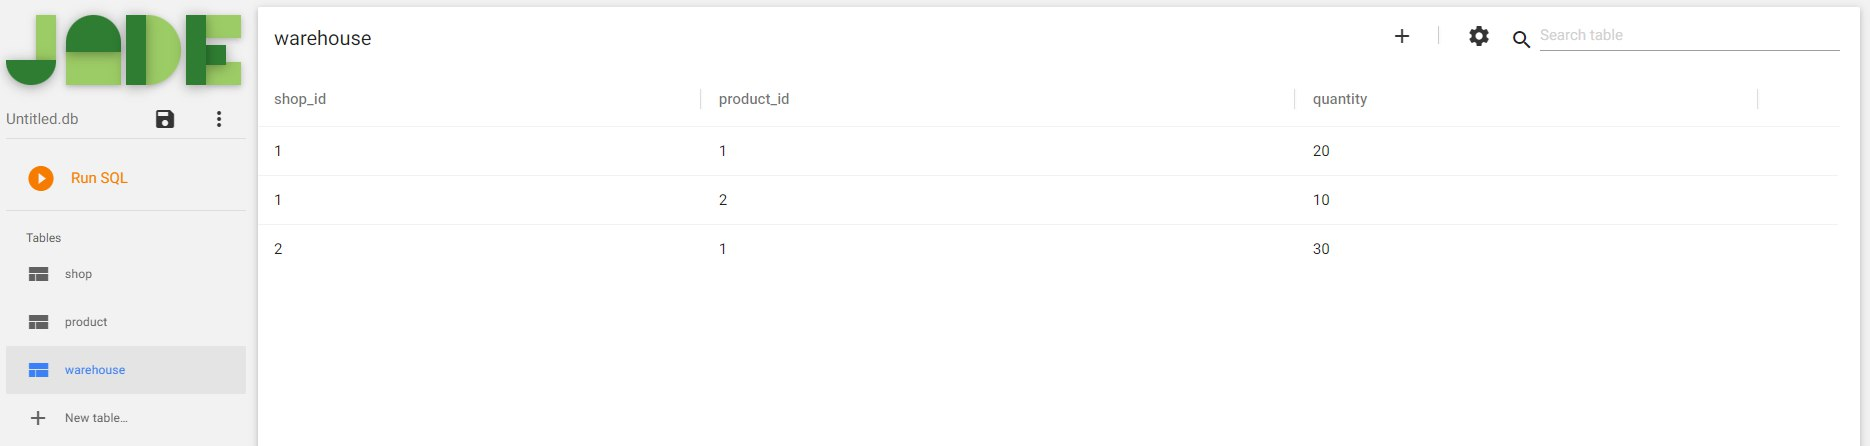 JADE
Untitled.db
Run SQL
Tables
shop
product
warehouse
New table...
warehouse
Search table
shop_id product_id quantity
1 1 20
1 2 10
2 1 30